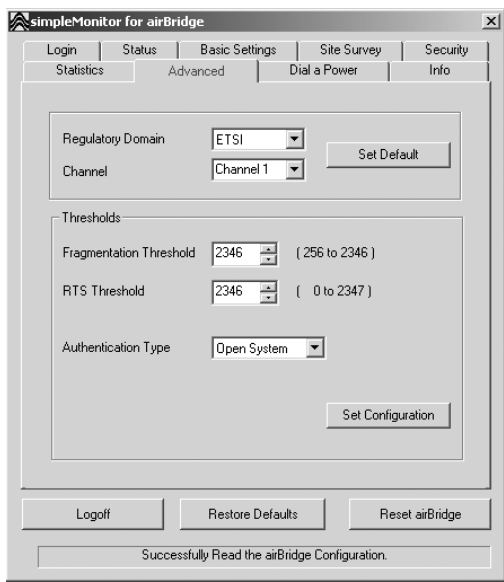 simpleMonitor for airBridge
Login Status Basic Settings Site Survey Security
Statistics Advanced Dial a Power Info
Regulatory Domain ETSI
Set Default
Channel Channel 1
Thresholds
Fragmentation Threshold 2346 ( 256 to 2346 )
RTS Threshold 2346 ( 0 to 2347 )
Authentication Type Open System
Set Configuration
Logoff Restore Defaults Reset airBridge
Successfully Read the airBridge Configuration.